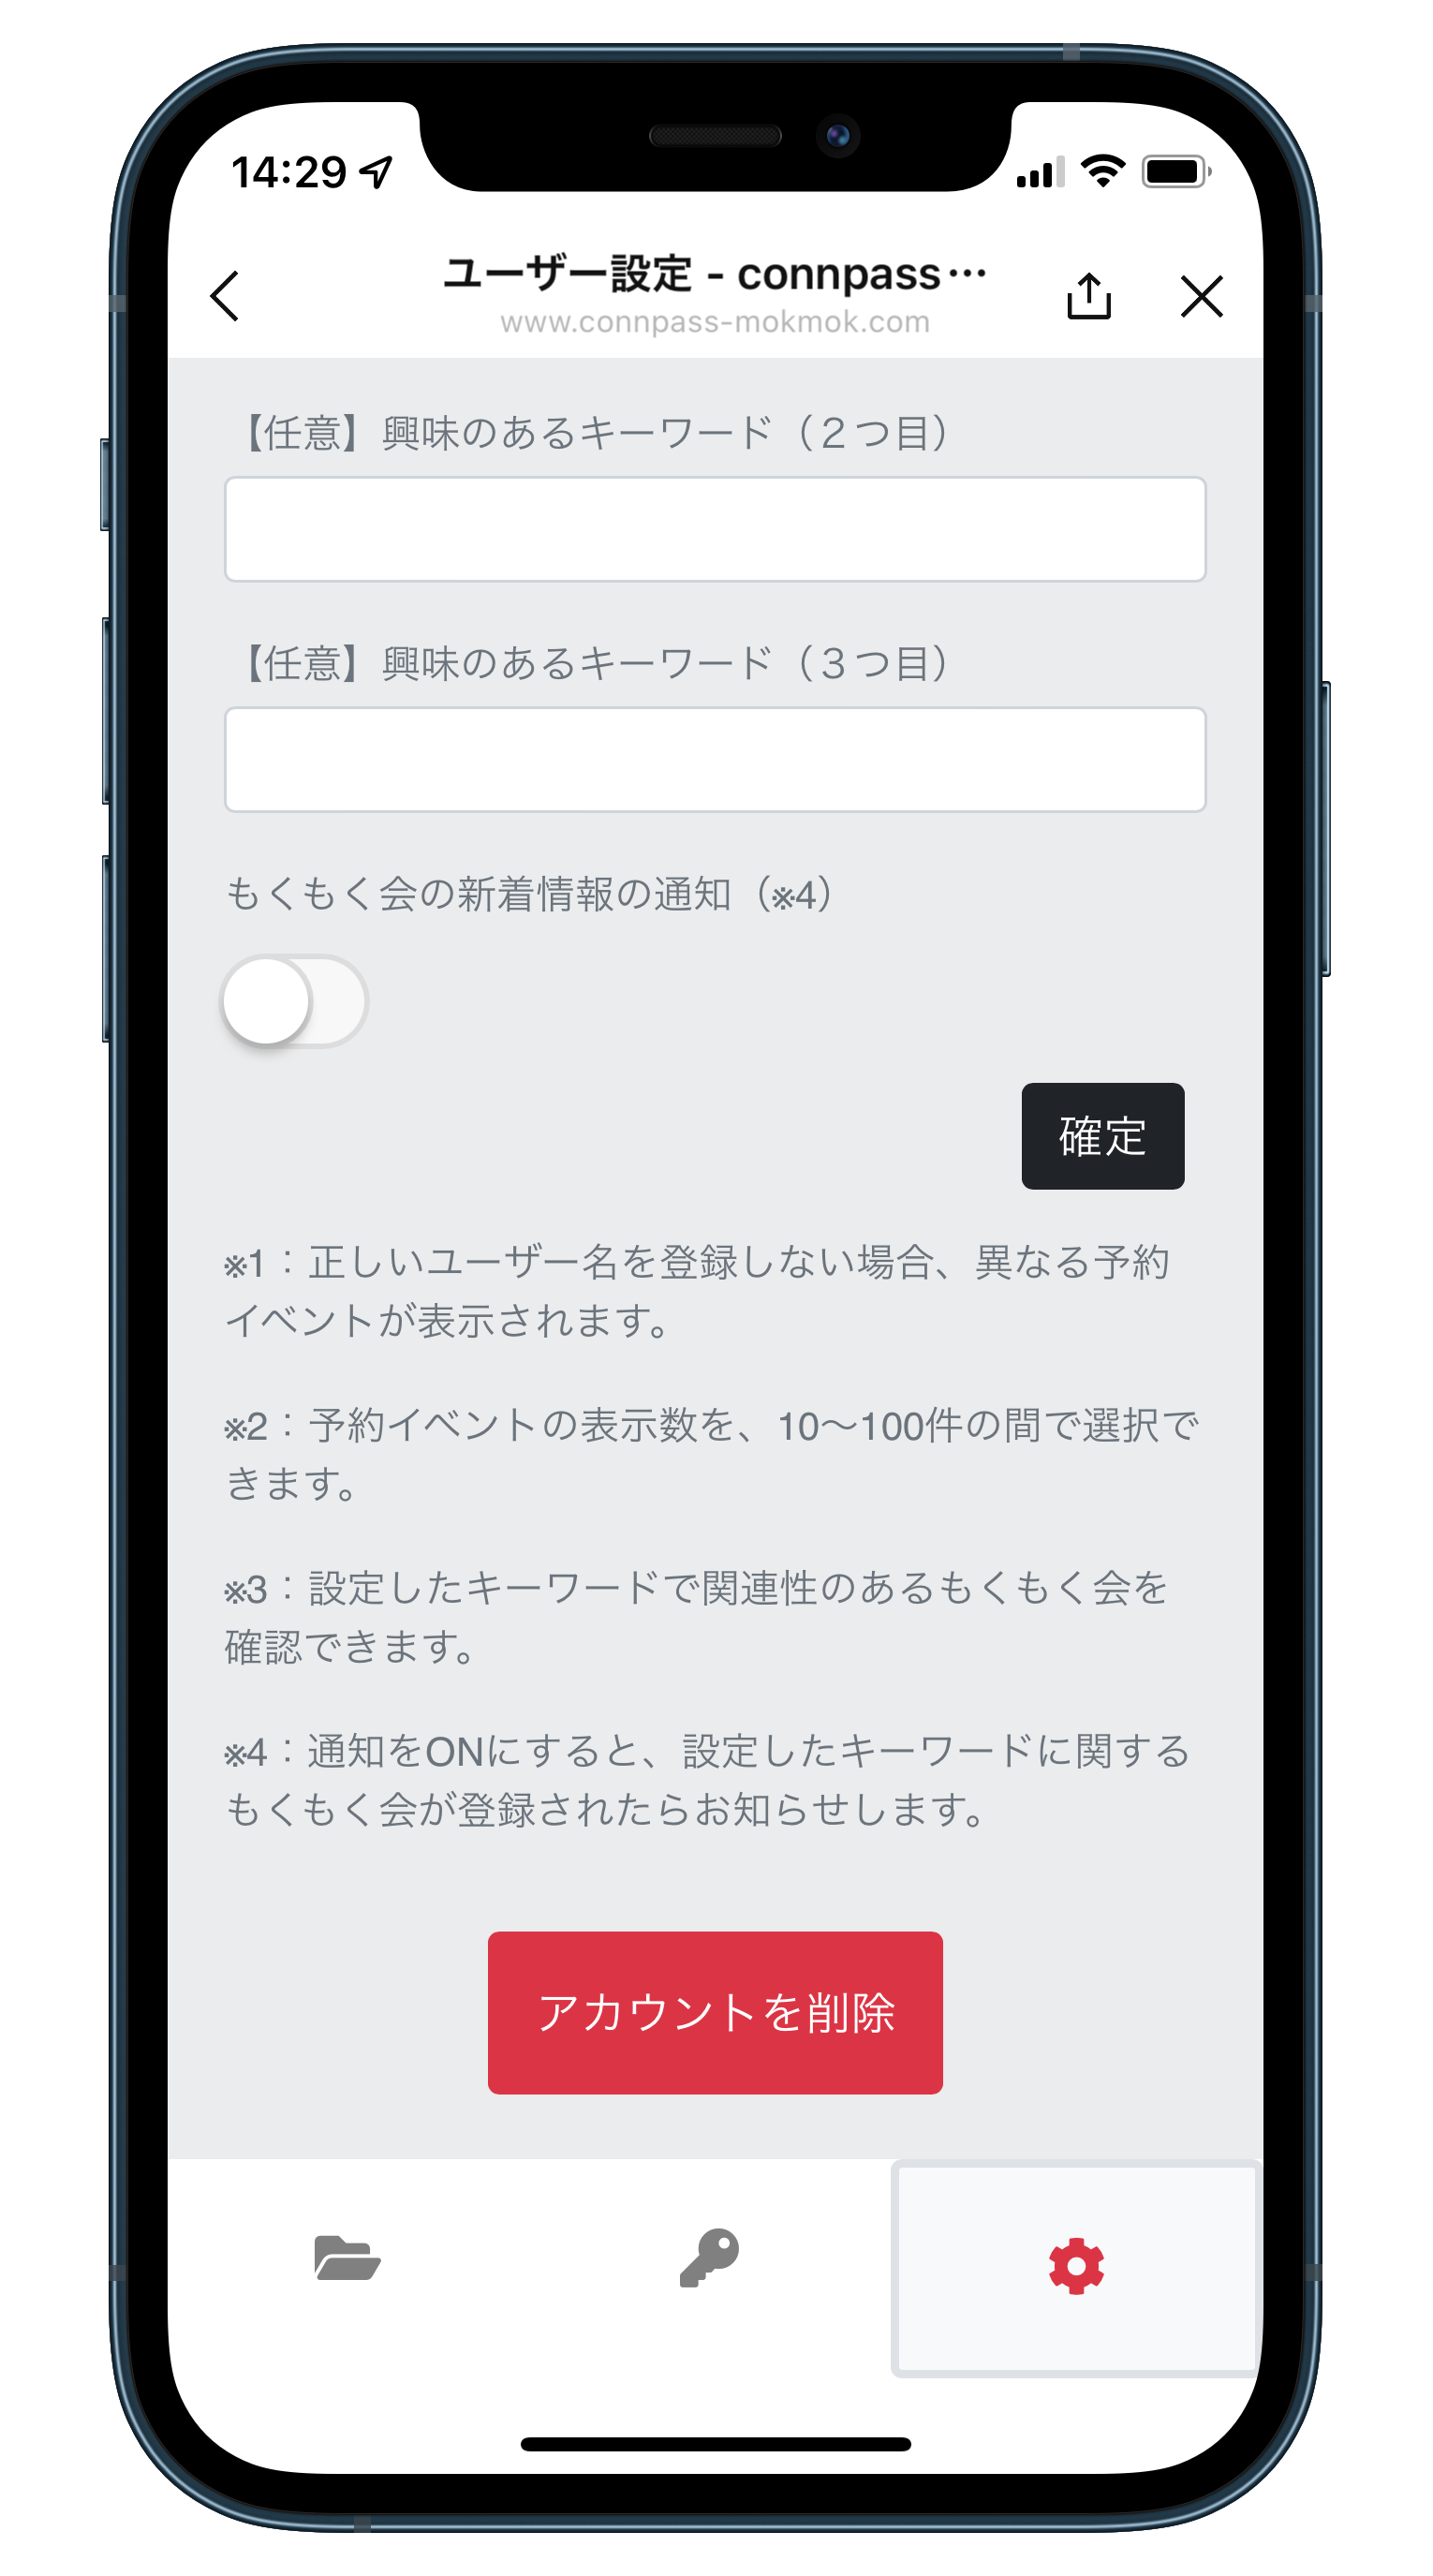 14:29
ユーザー設定 - connpass…
www.connpass-mokmok.com
【任意】興味のあるキーワード（２つ目）
【任意】興味のあるキーワード（３つ目）
もくもく会の新着情報の通知（※4）
確定
※1：正しいユーザー名を登録しない場合、異なる予約
イベントが表示されます。
※2：予約イベントの表示数を、10〜100件の間で選択で
きます。
※3：設定したキーワードで関連性のあるもくもく会を
確認できます。
※4：通知をONにすると、設定したキーワードに関する
もくもく会が登録されたらお知らせします。
アカウントを削除